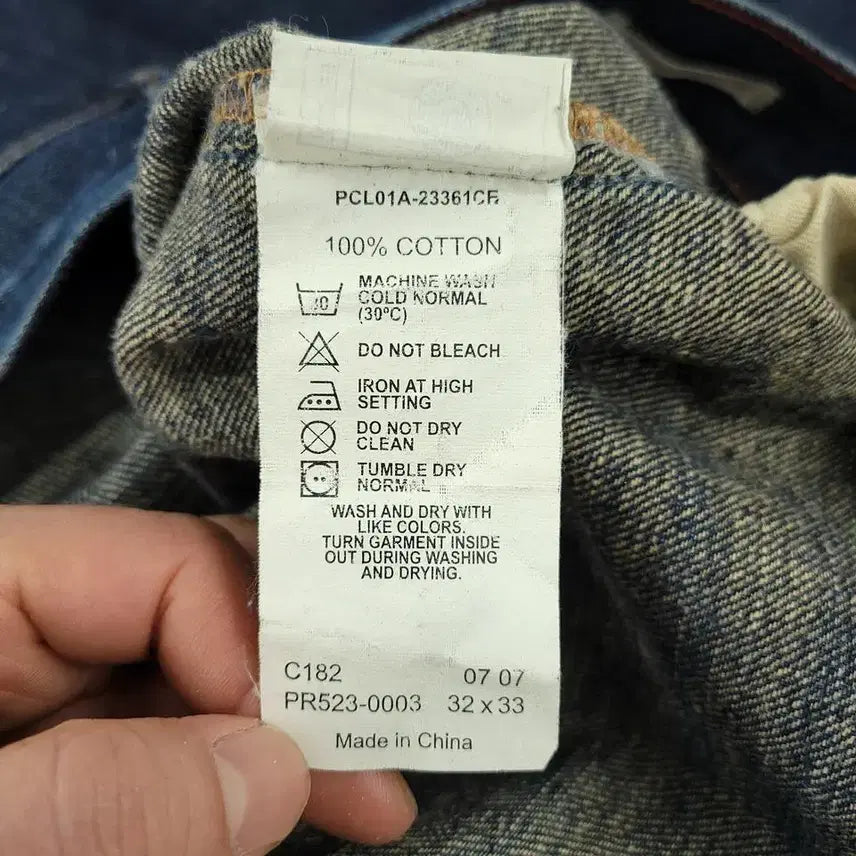 PCL01A-23361CR
100% COTTON
30
MACHINE WASH
COLD NORMAL
(30°C)
DO NOT BLEACH
IRON AT HIGH
SETTING
DO NOT DRY
CLEAN
TUMBLE DRY
NORMAL
WASH AND DRY WITH
LIKE COLORS.
TURN GARMENT INSIDE
OUT DURING WASHING
AND DRYING.
C182 07 07
PR523-0003 32 x 33
Made in China